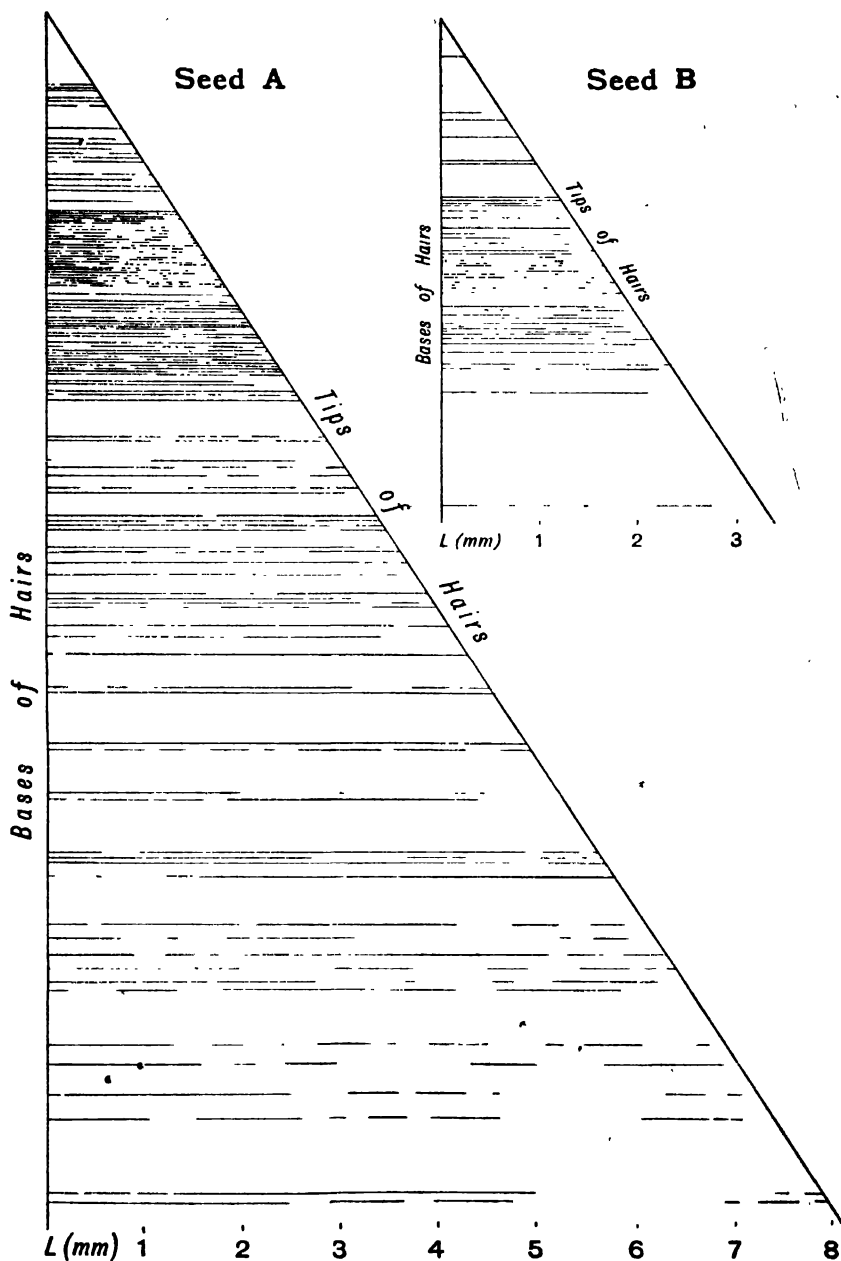 Seed A
Seed B
Tips of Hairs
Bases of Hairs
L (mm) 1 2 3
Tips of Hairs
Bases of Hairs
L (mm) 1 2 3 4 5 6 7 8